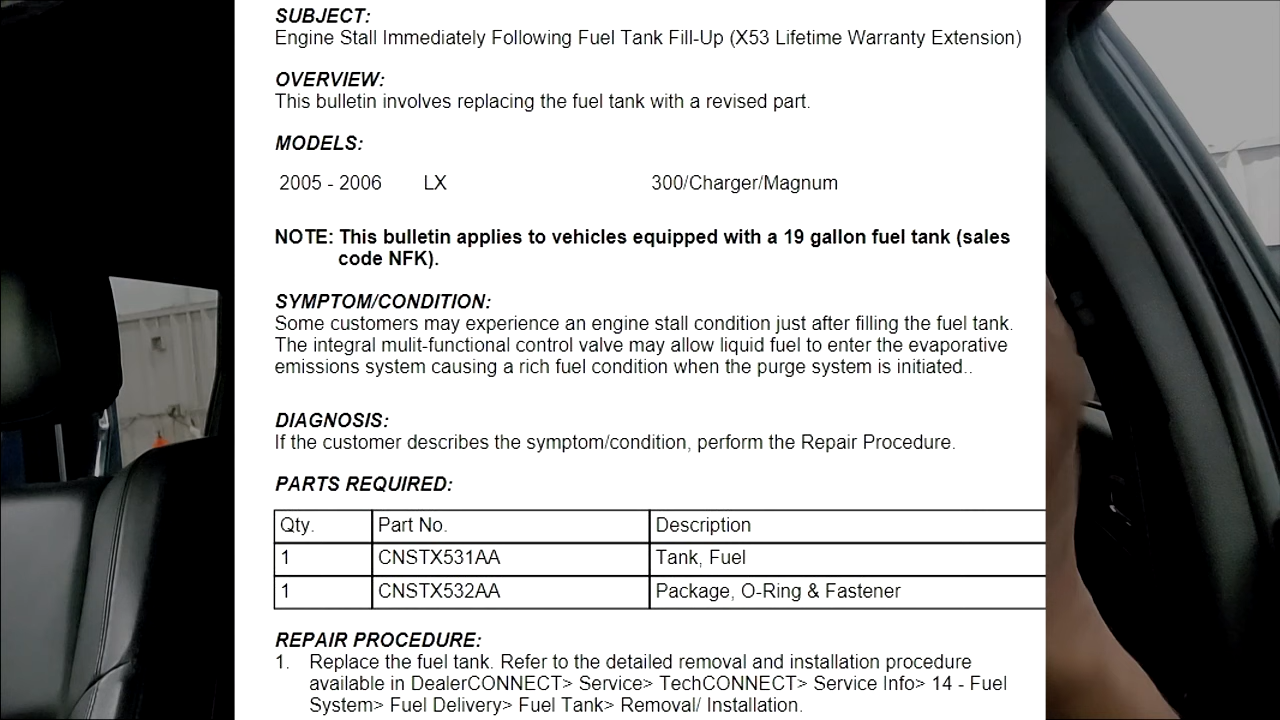 SUBJECT:
Engine Stall Immediately Following Fuel Tank Fill-Up (X53 Lifetime Warranty Extension)
OVERVIEW:
This bulletin involves replacing the fuel tank with a revised part.
MODELS:
2005 - 2006 LX 300/Charger/Magnum
NOTE: This bulletin applies to vehicles equipped with a 19 gallon fuel tank (sales
code NFK).
SYMPTOM/CONDITION:
Some customers may experience an engine stall condition just after filling the fuel tank.
The integral mulit-functional control valve may allow liquid fuel to enter the evaporative
emissions system causing a rich fuel condition when the purge system is initiated..
DIAGNOSIS:
If the customer describes the symptom/condition, perform the Repair Procedure.
PARTS REQUIRED:
Qty. Part No. Description
1 CNSTX531AA Tank, Fuel
1 CNSTX532AA Package, O-Ring & Fastener
REPAIR PROCEDURE:
1. Replace the fuel tank. Refer to the detailed removal and installation procedure
available in DealerCONNECT> Service> TechCONNECT> Service Info> 14 - Fuel
System> Fuel Delivery> Fuel Tank> Removal/ Installation.